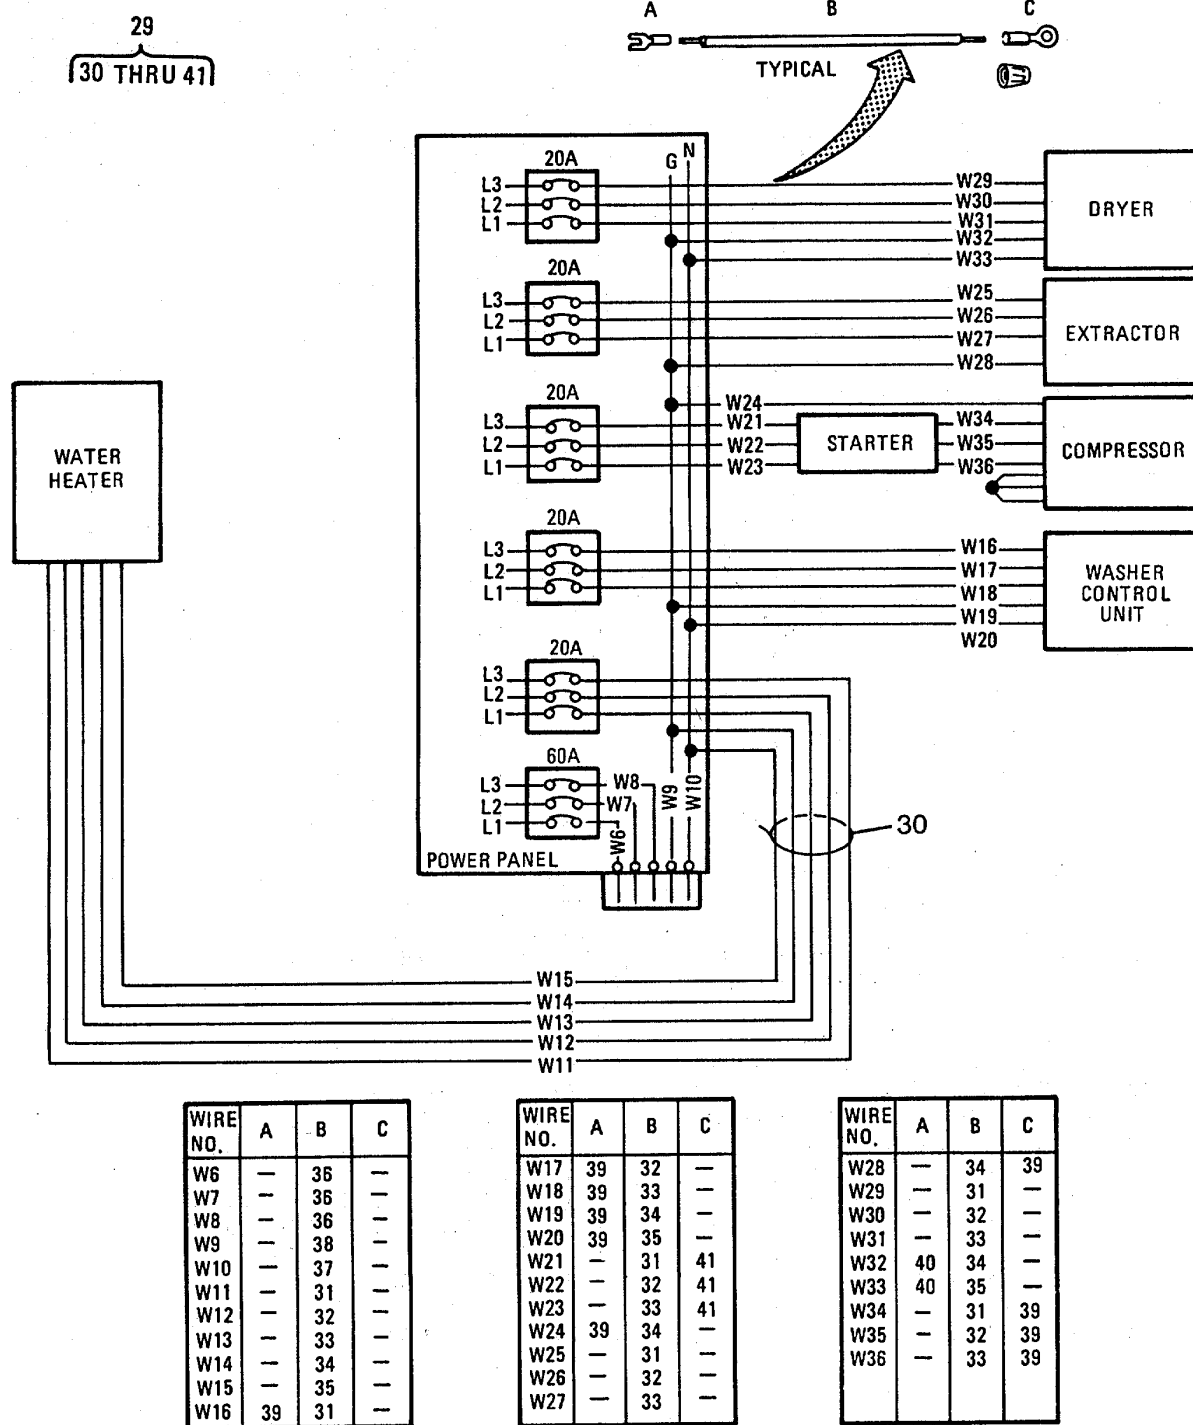 29
30 THRU 41
A B C
TYPICAL
G N
20A
L3
L2
L1
W29
W30
W31
W32
W33
DRYER
20A
L3
L2
L1
W25
W26
W27
W28
EXTRACTOR
20A
L3
L2
L1
W24
W21
W22
W23
STARTER
W34
W35
W36
COMPRESSOR
WATER
HEATER
20A
L3
L2
L1
W16
W17
W18
W19
W20
WASHER
CONTROL
UNIT
20A
L3
L2
L1
60A
L3
L2
L1
W8
W7
W6
W9
W10
30
POWER PANEL
W15
W14
W13
W12
W11
WIRE NO. A B C
W6 — 36 —
W7 — 36 —
W8 — 36 —
W9 — 38 —
W10 — 37 —
W11 — 31 —
W12 — 32 —
W13 — 33 —
W14 — 34 —
W15 — 35 —
W16 39 31 —
WIRE NO. A B C
W17 39 32 —
W18 39 33 —
W19 39 34 —
W20 39 35 —
W21 — 31 41
W22 — 32 41
W23 — 33 41
W24 39 34 —
W25 — 31 —
W26 — 32 —
W27 — 33 —
WIRE NO. A B C
W28 — 34 39
W29 — 31 —
W30 — 32 —
W31 — 33 —
W32 40 34 —
W33 40 35 —
W34 — 31 39
W35 — 32 39
W36 — 33 39